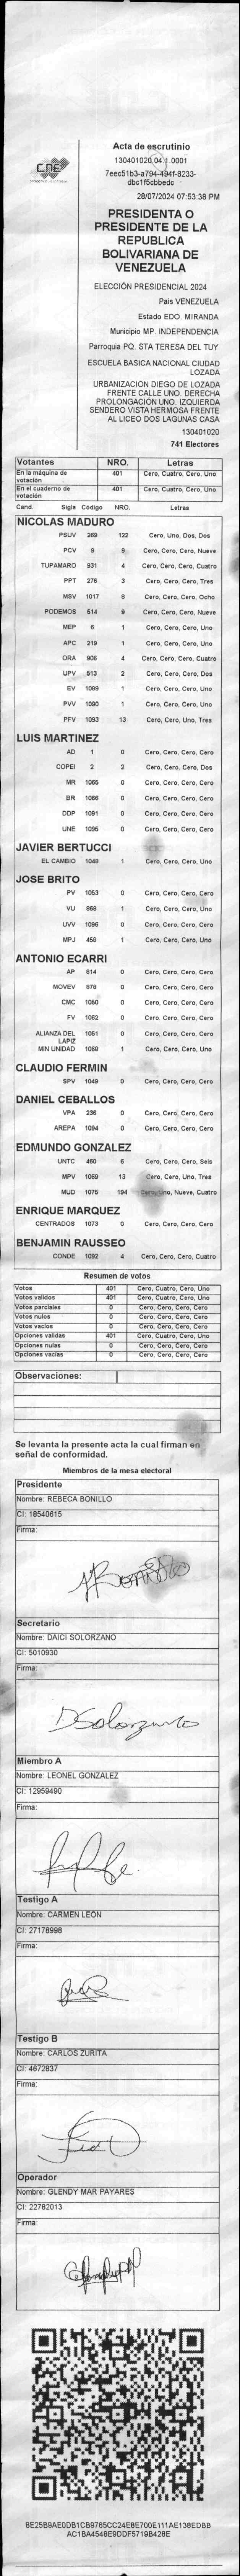 CNE
Acta de escrutinio
130401020.04.1.0001
7eec51b3-a794-494f-8233-
dbc1f5cbbedc
28/07/2024 07:53:38 PM
PRESIDENTA O
PRESIDENTE DE LA
REPUBLICA
BOLIVARIANA DE
VENEZUELA
ELECCIÓN PRESIDENCIAL 2024
Pais VENEZUELA
Estado EDO. MIRANDA
Municipio MP. INDEPENDENCIA
Parroquia PQ. STA TERESA DEL TUY
ESCUELA BASICA NACIONAL CIUDAD
LOZADA
URBANIZACION DIEGO DE LOZADA
FRENTE CALLE UNO. DERECHA
PROLONGACIÓN UNO. IZQUIERDA
SENDERO VISTA HERMOSA FRENTE
AL LICEO DOS LAGUNAS CASA
130401020
741 Electores
Votantes NRO. Letras
En la máquina de votación 401 Cero, Cuatro, Cero, Uno
En el cuaderno de votación 401 Cero, Cuatro, Cero, Uno
Cand. Sigla Código NRO. Letras
NICOLAS MADURO
PSUV 269 122 Cero, Uno, Dos, Dos
PCV 9 9 Cero, Cero, Cero, Nueve
TUPAMARO 931 4 Cero, Cero, Cero, Cuatro
PPT 276 3 Cero, Cero, Cero, Tres
MSV 1017 8 Cero, Cero, Cero, Ocho
PODEMOS 514 9 Cero, Cero, Cero, Nueve
MEP 6 1 Cero, Cero, Cero, Uno
APC 219 1 Cero, Cero, Cero, Uno
ORA 906 4 Cero, Cero, Cero, Cuatro
UPV 513 2 Cero, Cero, Cero, Dos
EV 1089 1 Cero, Cero, Cero, Uno
PVV 1090 1 Cero, Cero, Cero, Uno
PFV 1093 13 Cero, Cero, Uno, Tres
LUIS MARTINEZ
AD 1 0 Cero, Cero, Cero, Cero
COPEI 2 2 Cero, Cero, Cero, Dos
MR 1065 0 Cero, Cero, Cero, Cero
BR 1066 0 Cero, Cero, Cero, Cero
DDP 1091 0 Cero, Cero, Cero, Cero
UNE 1095 0 Cero, Cero, Cero, Cero
JAVIER BERTUCCI
EL CAMBIO 1048 1 Cero, Cero, Cero, Uno
JOSE BRITO
PV 1053 0 Cero, Cero, Cero, Cero
VU 868 1 Cero, Cero, Cero, Uno
UVV 1096 0 Cero, Cero, Cero, Cero
MPJ 458 1 Cero, Cero, Cero, Uno
ANTONIO ECARRI
AP 814 0 Cero, Cero, Cero, Cero
MOVEV 879 0 Cero, Cero, Cero, Cero
CMC 1050 0 Cero, Cero, Cero, Cero
FV 1062 0 Cero, Cero, Cero, Cero
ALIANZA DEL LAPIZ 1051 0 Cero, Cero, Cero, Cero
MIN UNIDAD 1068 1 Cero, Cero, Cero, Uno
CLAUDIO FERMIN
SPV 1049 0 Cero, Cero, Cero, Cero
DANIEL CEBALLOS
VPA 236 0 Cero, Cero, Cero, Cero
AREPA 1094 0 Cero, Cero, Cero, Cero
EDMUNDO GONZALEZ
UNTC 460 6 Cero, Cero, Cero, Seis
MPV 1069 13 Cero, Cero, Uno, Tres
MUD 1075 194 Cero, Uno, Nueve, Cuatro
ENRIQUE MARQUEZ
CENTRADOS 1073 0 Cero, Cero, Cero, Cero
BENJAMIN RAUSSEO
CONDE 1092 4 Cero, Cero, Cero, Cuatro
Resumen de votos
Votos 401 Cero, Cuatro, Cero, Uno
Votos validos 401 Cero, Cuatro, Cero, Uno
Votos parciales 0 Cero, Cero, Cero, Cero
Votos nulos 0 Cero, Cero, Cero, Cero
Votos vacios 0 Cero, Cero, Cero, Cero
Opciones validas 401 Cero, Cuatro, Cero, Uno
Opciones nulas 0 Cero, Cero, Cero, Cero
Opciones vacias 0 Cero, Cero, Cero, Cero
Observaciones:
Se levanta la presente acta la cual firman en
señal de conformidad.
Miembros de la mesa electoral
Presidente
Nombre: REBECA BONILLO
CI: 18540615
Firma:
Secretario
Nombre: DAICI SOLORZANO
CI: 5010930
Firma:
DSolorzano
Miembro A
Nombre: LEONEL GONZALEZ
CI: 12959490
Firma:
Testigo A
Nombre: CARMEN LEON
CI: 27178998
Firma:
Testigo B
Nombre: CARLOS ZURITA
CI: 4672837
Firma:
Operador
Nombre: GLENDY MAR PAYARES
CI: 22782013
Firma:
8E25B9AE0DB1CB9765CC24E8E700E111AE138EDBB
AC1BA4548E9DDF5719B428E